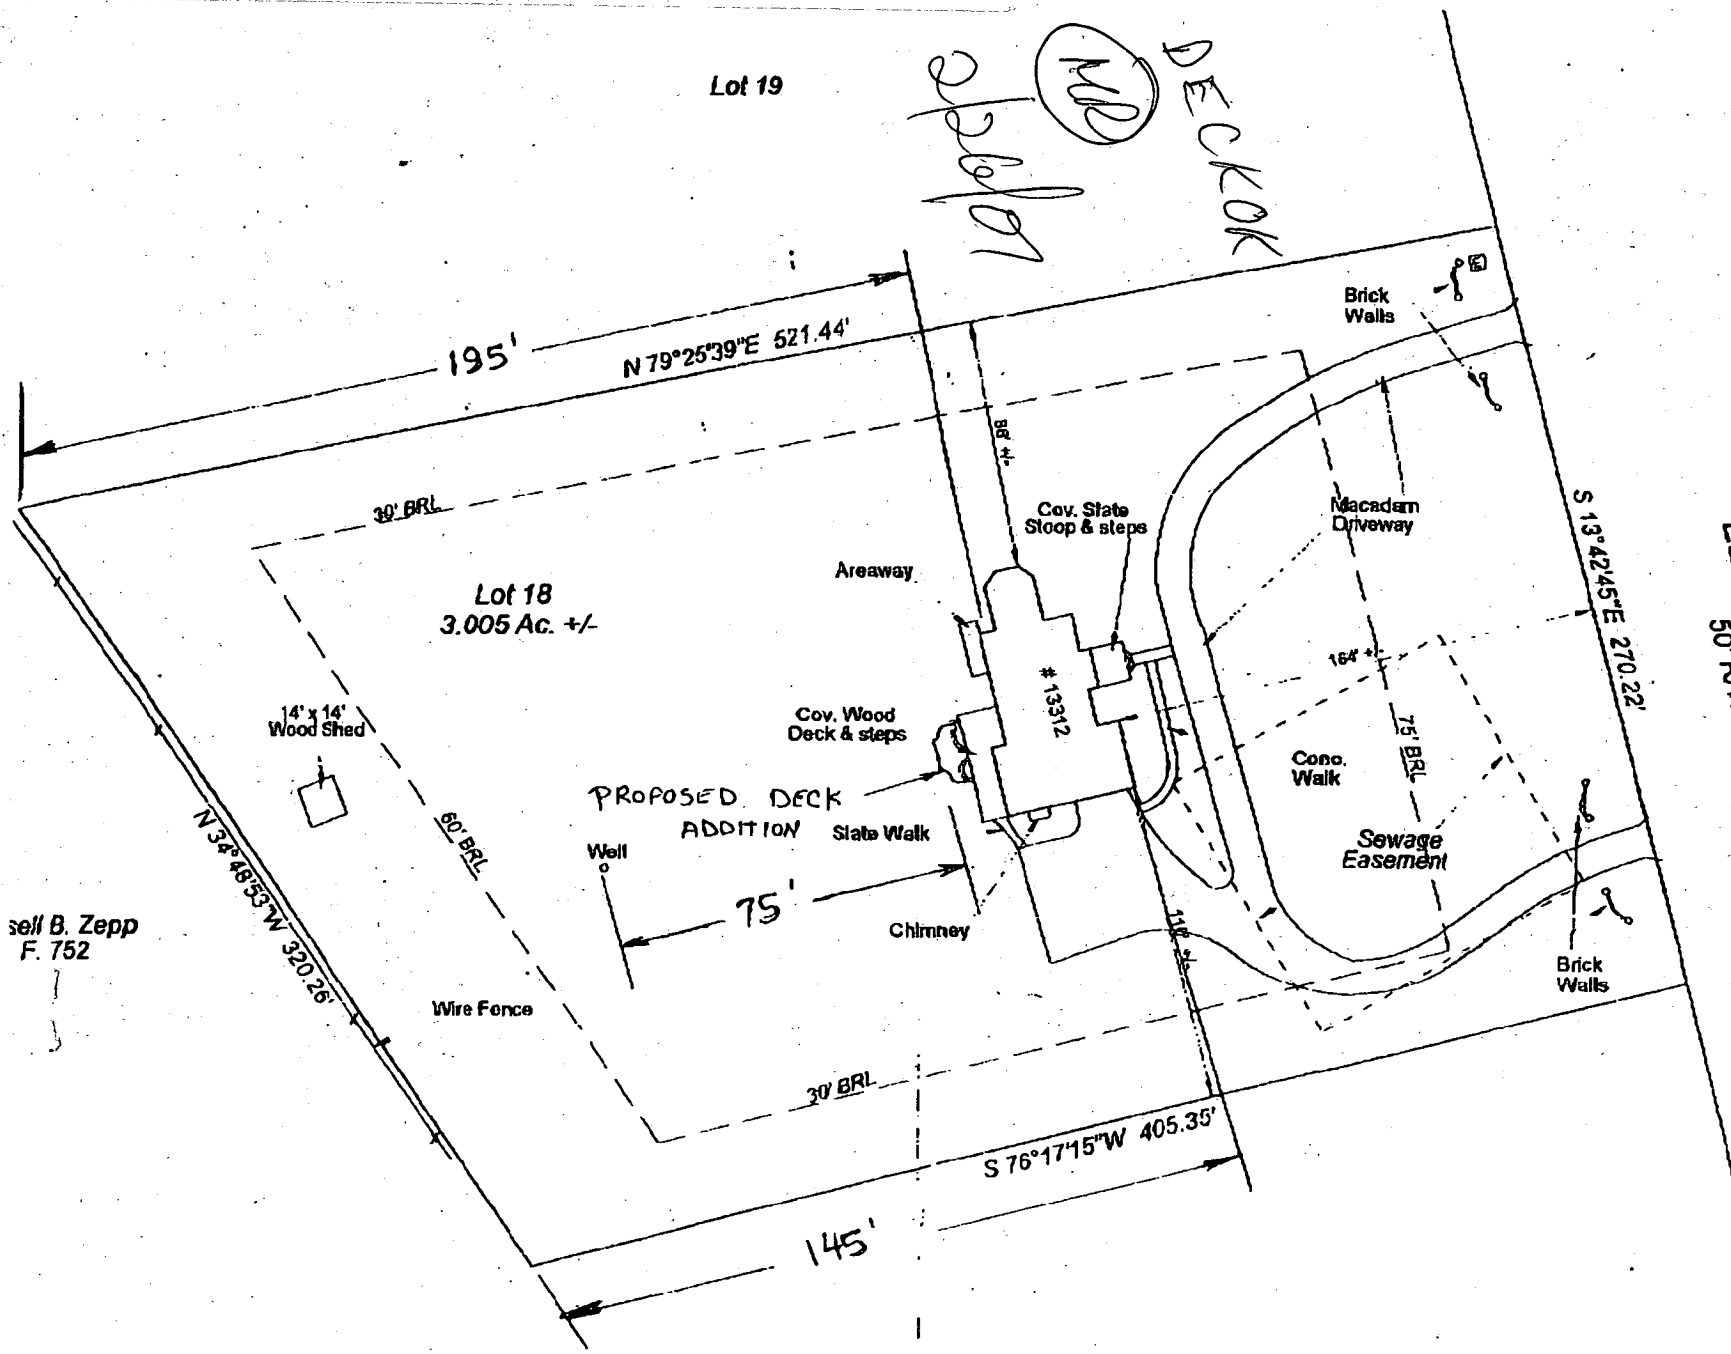 Lot 19
DECK OK
MR
2/26/07
195'
N 79°25'39"E 521.44'
Brick
Walls
88' +/-
30' BRL
Cov. Slate
Stoop & steps
Macadam
Driveway
S 13°42'45"E 270.22'
Areaway
Lot 18
3.005 Ac. +/-
# 13312
164' +/-
14' x 14'
Wood Shed
Cov. Wood
Deck & steps
75' BRL
Conc.
Walk
PROPOSED DECK
ADDITION
Slate Walk
60' BRL
Well
Sewage
Easement
N 34°48'53"W 320.26'
75'
Chimney
sell B. Zepp
F. 752
Brick
Walls
Wire Fence
30' BRL
S 76°17'15"W 405.35'
145'